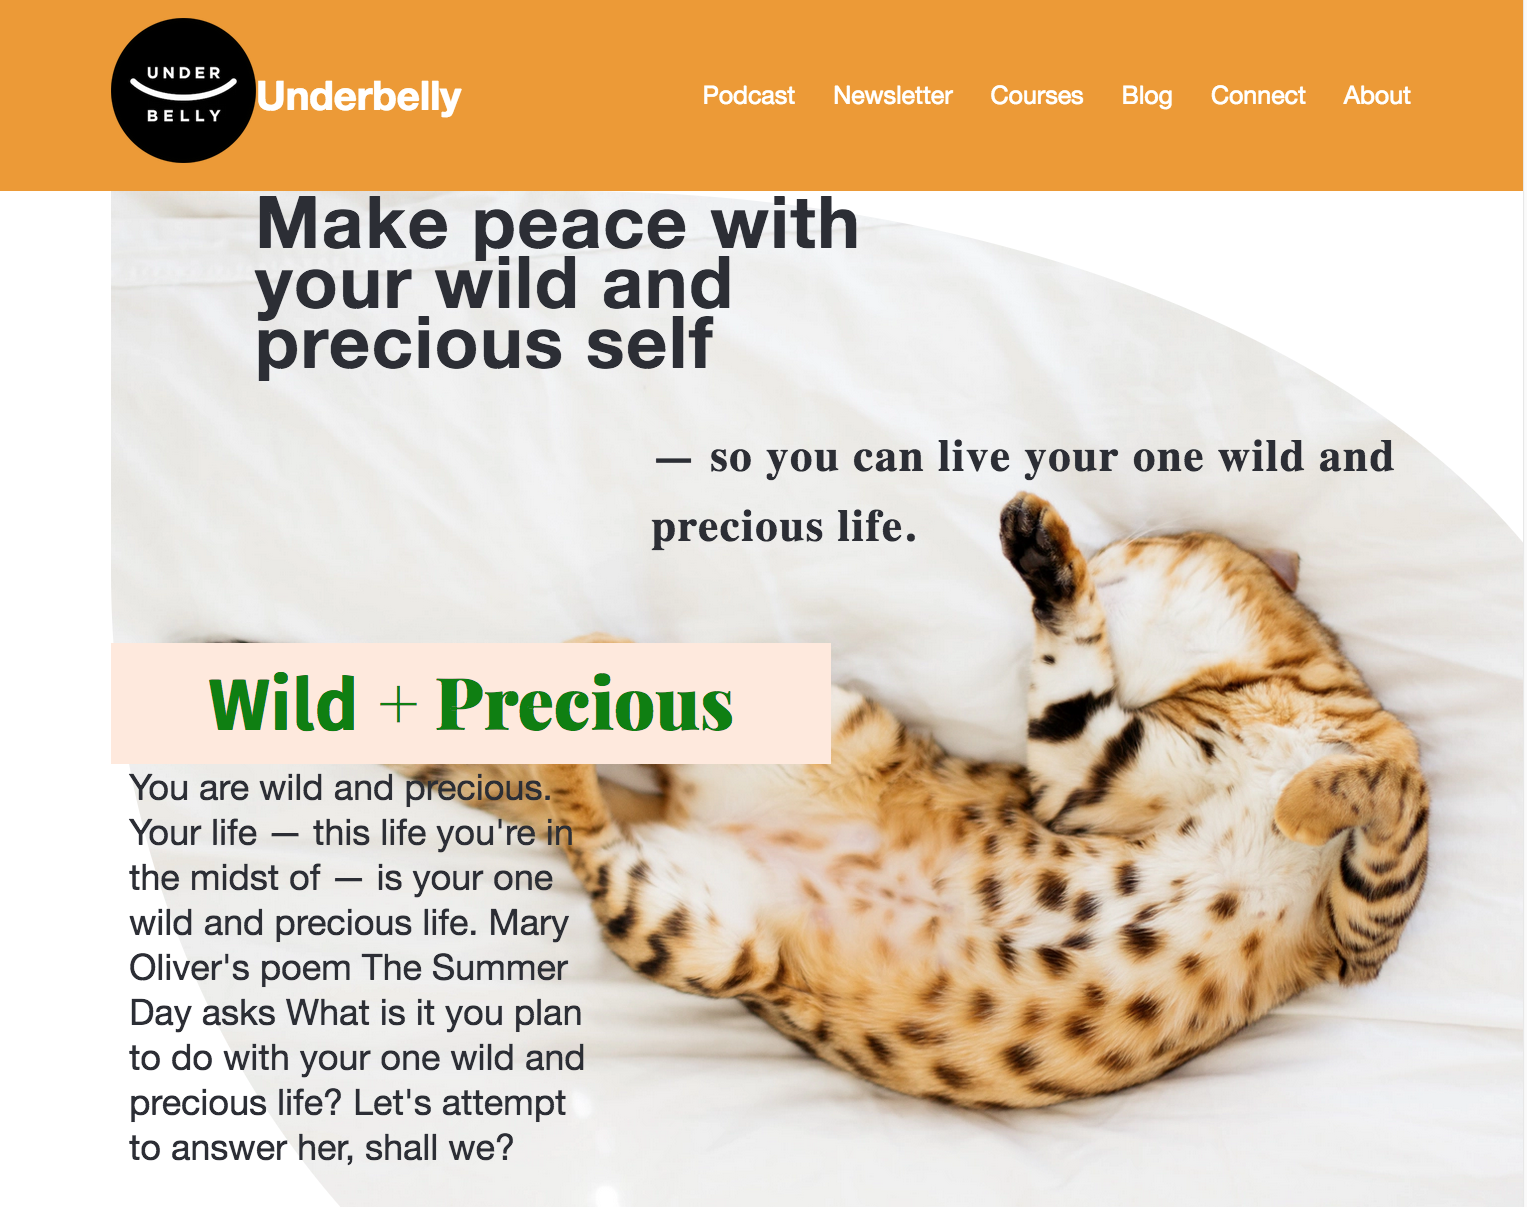 UNDER
BELLY
Underbelly
Podcast Newsletter Courses Blog Connect About
Make peace with
your wild and
precious self
— so you can live your one wild and
precious life.
Wild + Precious
You are wild and precious.
Your life — this life you're in
the midst of — is your one
wild and precious life. Mary
Oliver's poem The Summer
Day asks What is it you plan
to do with your one wild and
precious life? Let's attempt
to answer her, shall we?